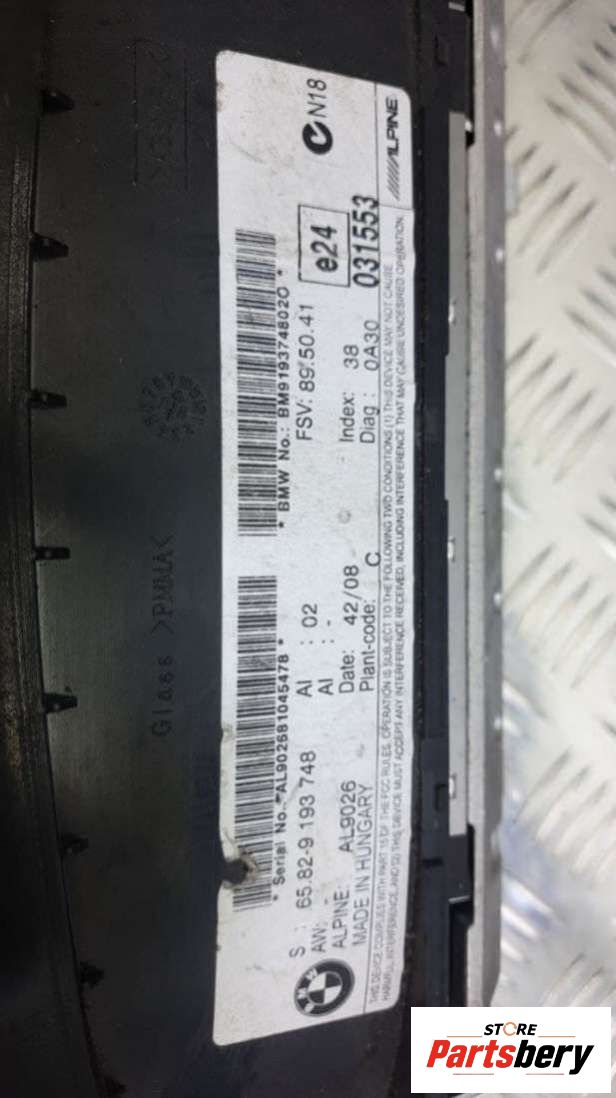 * Serial No.: *AL902681045478 *
* BMW No.: BM9193748020 *
S : 65.82-9 193 748
AW: -
ALPINE: AL9026
MADE IN HUNGARY
AI : 02
AI : -
Date: 42/08
Plant-code: C
FSV: 89.50.41
Index: 38
Diag : 0A30
e24
031553
N18
ALPINE
THIS DEVICE COMPLIES WITH PART 15 OF THE FCC RULES. OPERATION IS SUBJECT TO THE FOLLOWING TWO CONDITIONS (1) THIS DEVICE MAY NOT CAUSE
HARMFUL INTERFERENCE, AND (2) THIS DEVICE MUST ACCEPT ANY INTERFERENCE RECEIVED, INCLUDING INTERFERENCE THAT MAY CAUSE UNDESIRED OPERATION.
BMW
Glass >PMMA<
STORE
Partsbery